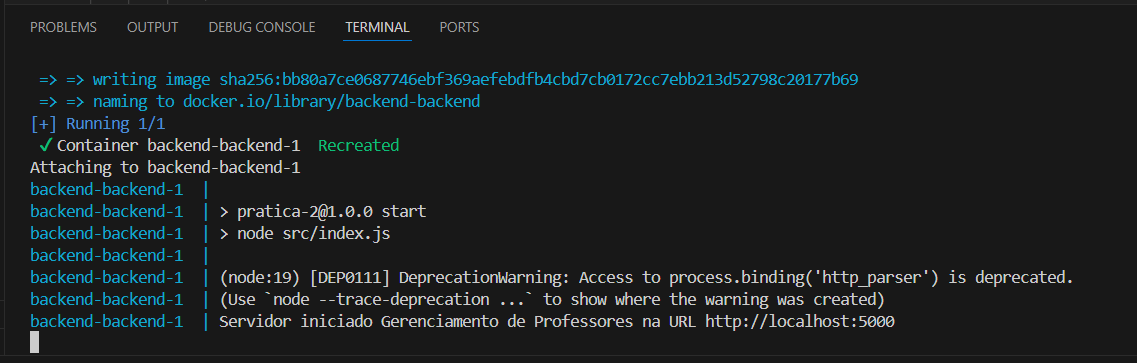 PROBLEMS OUTPUT DEBUG CONSOLE TERMINAL PORTS
=> => writing image sha256:bb80a7ce0687746ebf369aefebdfb4cbd7cb0172cc7ebb213d52798c20177b69
=> => naming to docker.io/library/backend-backend
[+] Running 1/1
✓ Container backend-backend-1 Recreated
Attaching to backend-backend-1
backend-backend-1 |
backend-backend-1 | > pratica-2@1.0.0 start
backend-backend-1 | > node src/index.js
backend-backend-1 |
backend-backend-1 | (node:19) [DEP0111] DeprecationWarning: Access to process.binding('http_parser') is deprecated.
backend-backend-1 | (Use `node --trace-deprecation ...` to show where the warning was created)
backend-backend-1 | Servidor iniciado Gerenciamento de Professores na URL http://localhost:5000